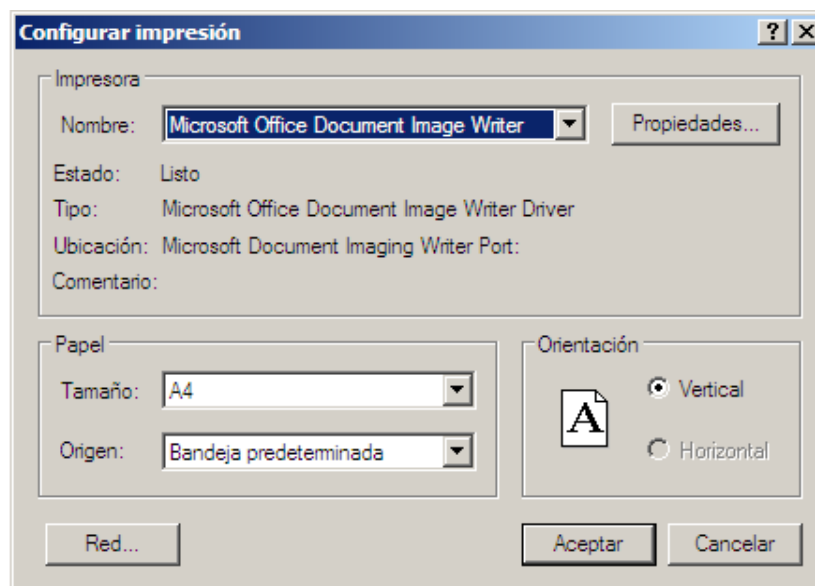 Configurar impresión
Impresora
Nombre: Microsoft Office Document Image Writer Propiedades...
Estado: Listo
Tipo: Microsoft Office Document Image Writer Driver
Ubicación: Microsoft Document Imaging Writer Port:
Comentario:
Papel
Tamaño: A4
Origen: Bandeja predeterminada
Orientación
A
Vertical
Horizontal
Red... Aceptar Cancelar